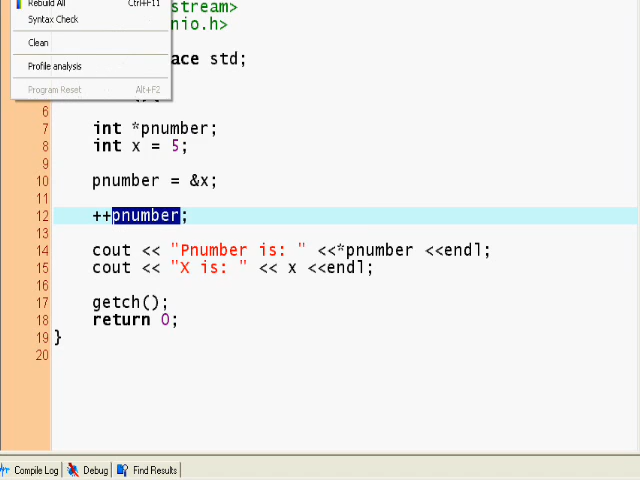 Rebuild All Ctrl+F11
stream>
Syntax Check
nio.h>
Clean
ace std;
Profile analysis
Program Reset Alt+F2
6
7 int *pnumber;
8 int x = 5;
9
10 pnumber = &x;
11
12 ++pnumber;
13
14 cout << "Pnumber is: " <<*pnumber <<endl;
15 cout << "X is: " << x <<endl;
16
17 getch();
18 return 0;
19 }
20
Compile Log Debug Find Results